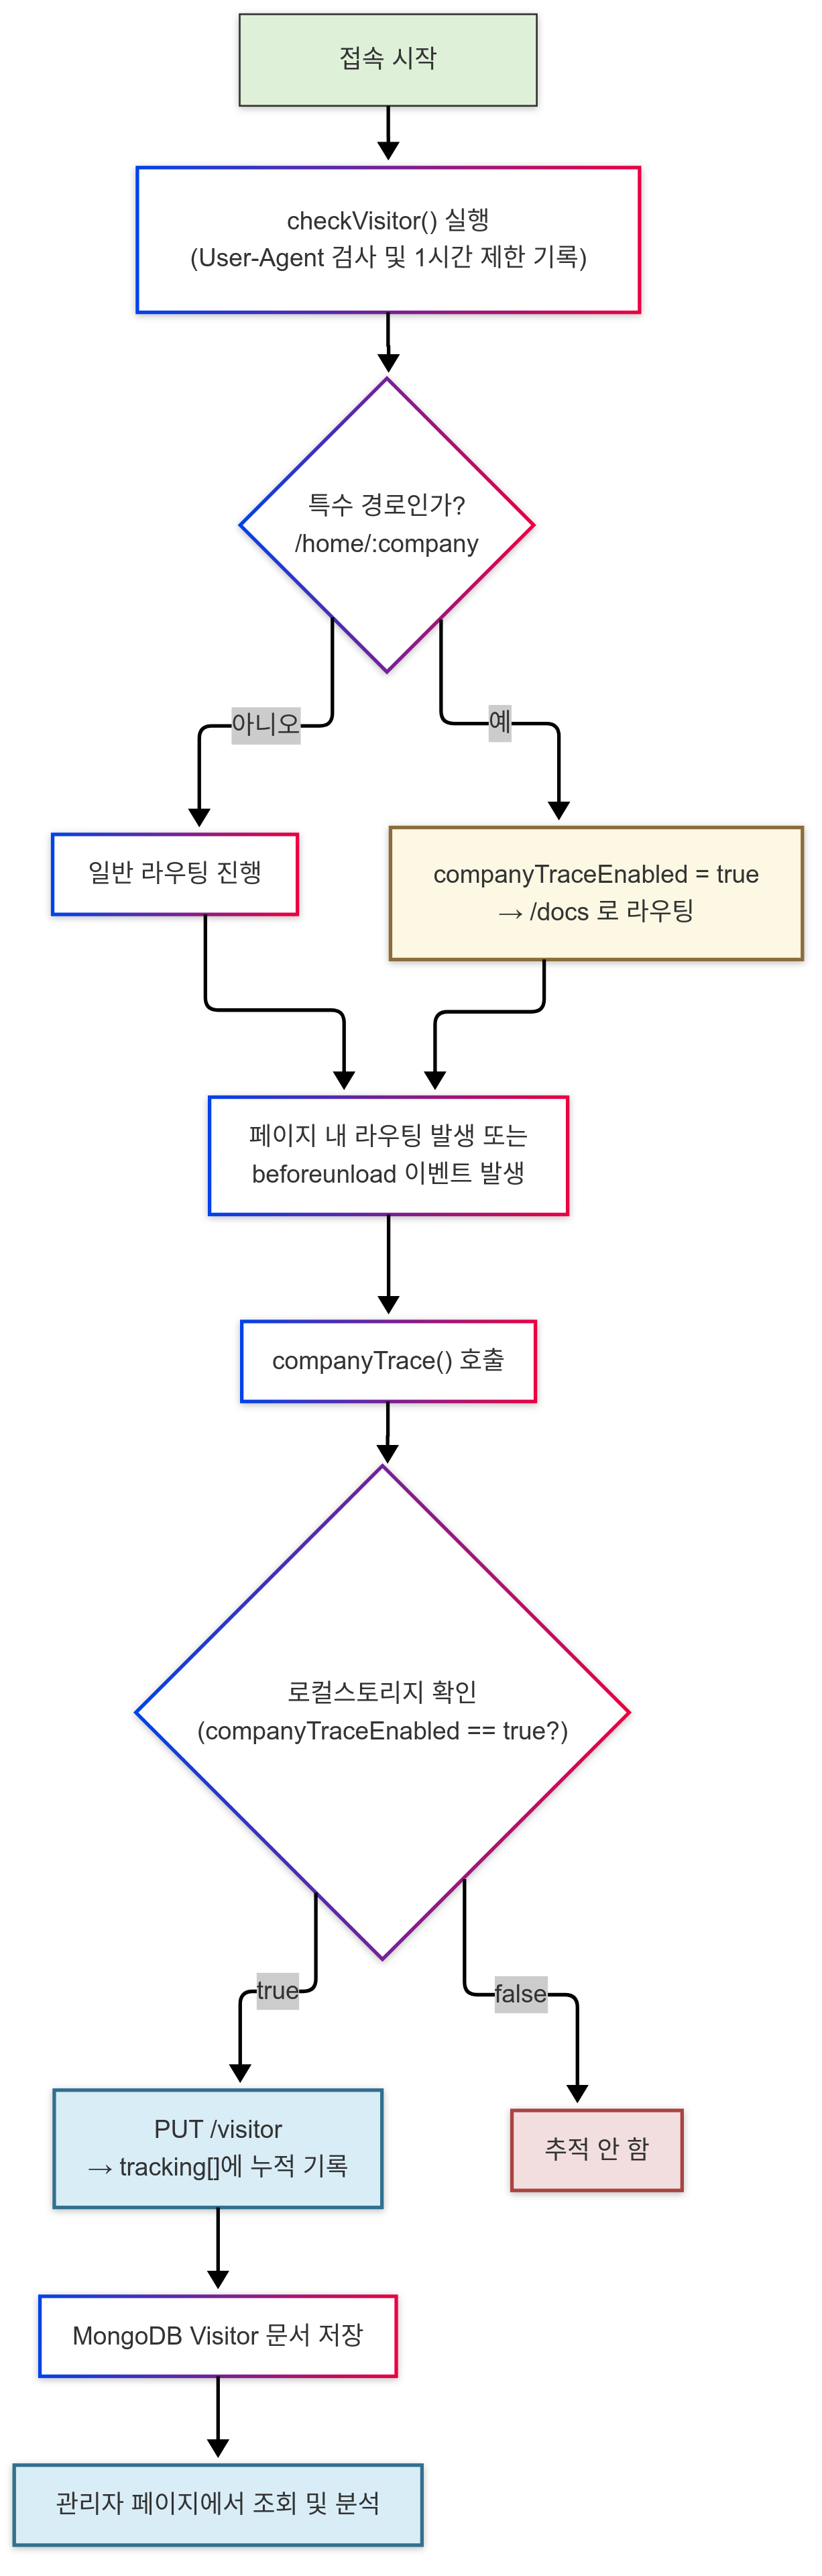 접속 시작
checkVisitor() 실행
(User-Agent 검사 및 1시간 제한 기록)
특수 경로인가?
/home/:company
아니오
예
일반 라우팅 진행
companyTraceEnabled = true
→ /docs 로 라우팅
페이지 내 라우팅 발생 또는
beforeunload 이벤트 발생
companyTrace() 호출
로컬스토리지 확인
(companyTraceEnabled == true?)
true
false
PUT /visitor
→ tracking[]에 누적 기록
추적 안 함
MongoDB Visitor 문서 저장
관리자 페이지에서 조회 및 분석